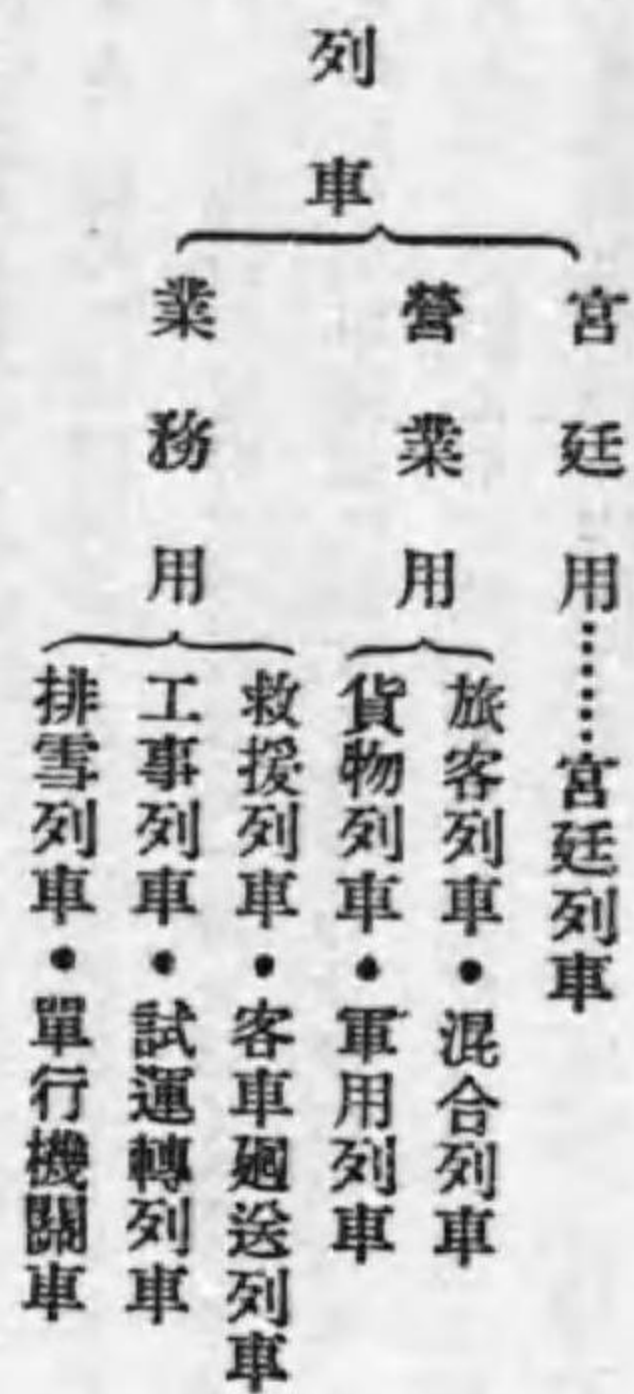 列車
宮廷用……宮廷列車
營業用
旅客列車・混合列車
貨物列車・軍用列車
業務用
救援列車・客車廻送列車
工事列車・試運轉列車
排雪列車・單行機關車